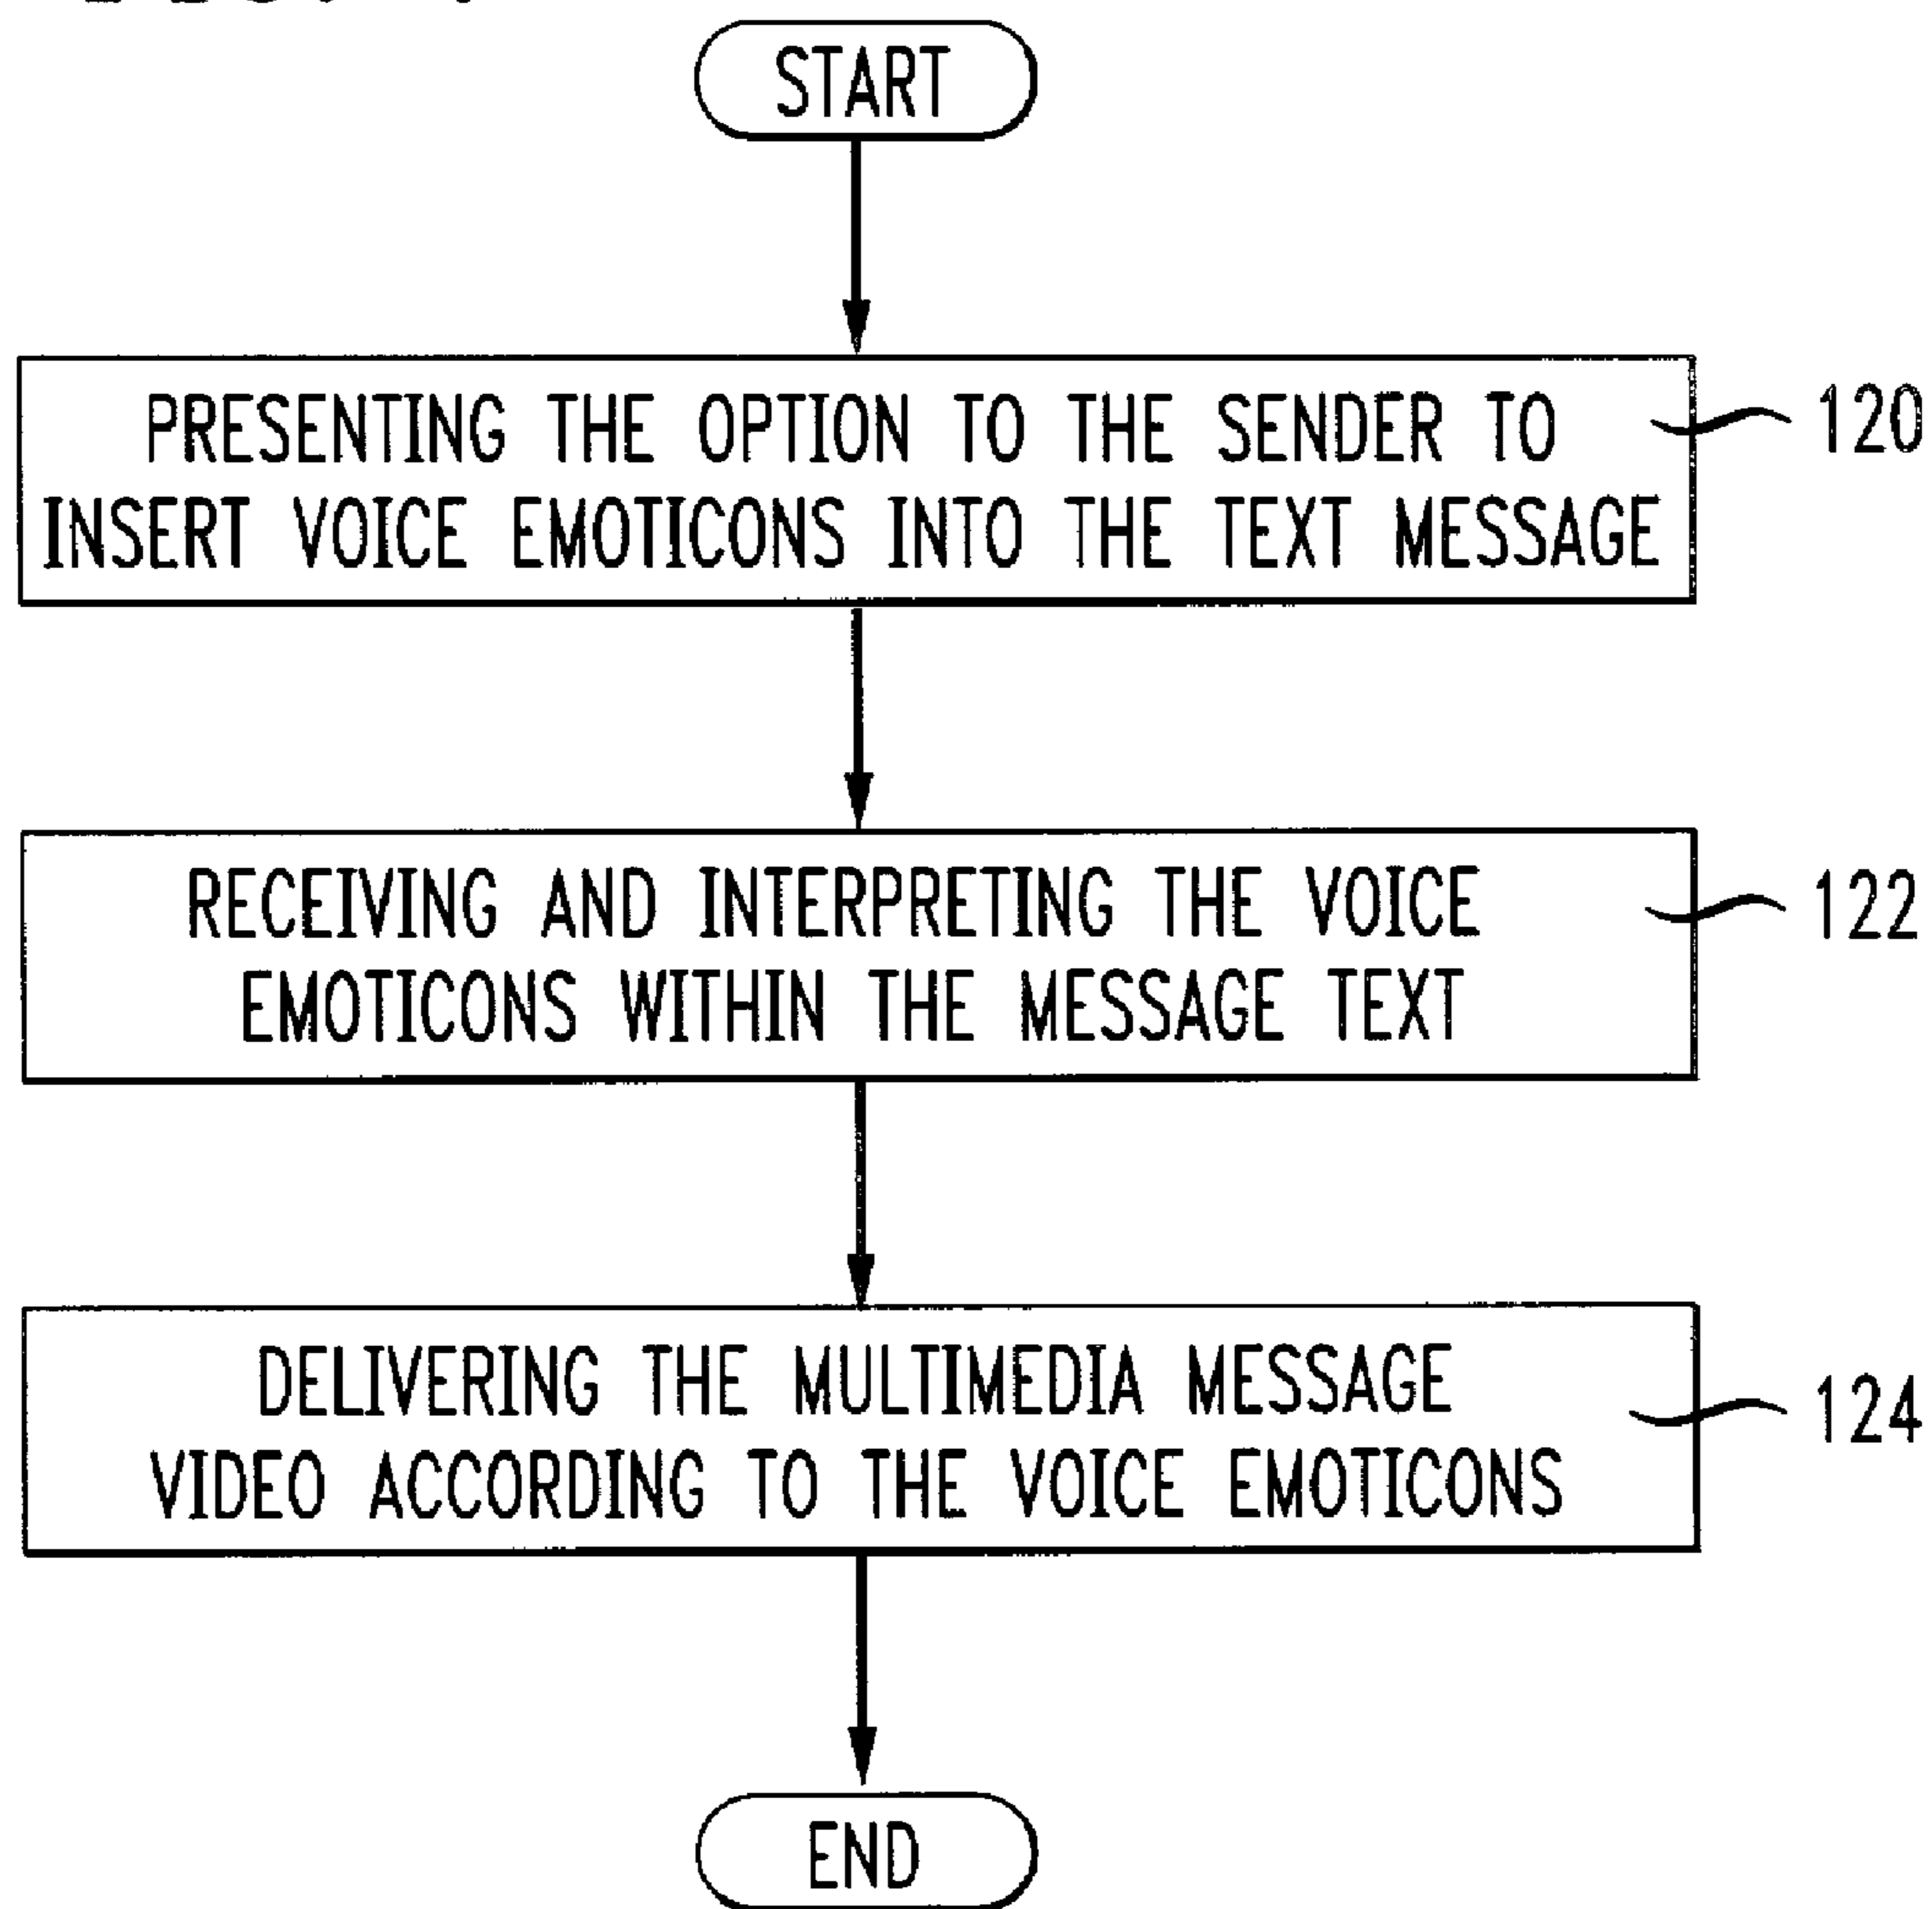 START
PRESENTING THE OPTION TO THE SENDER TO
INSERT VOICE EMOTICONS INTO THE TEXT MESSAGE
120
RECEIVING AND INTERPRETING THE VOICE
EMOTICONS WITHIN THE MESSAGE TEXT
122
DELIVERING THE MULTIMEDIA MESSAGE
VIDEO ACCORDING TO THE VOICE EMOTICONS
124
END